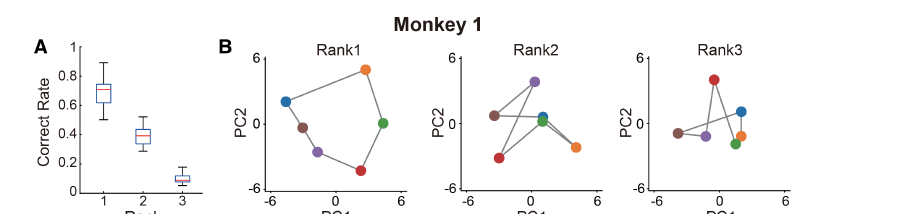 Monkey 1
A
Correct Rate
1
0.8
0.6
0.4
0.2
0
1 2 3
B
Rank1
PC2
6
0
-6
-6 0 6
Rank2
PC2
6
0
-6
-6 0 6
Rank3
PC2
6
0
-6
-6 0 6